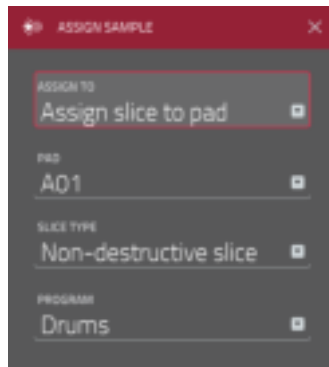 ASSIGN SAMPLE
ASSIGN TO
Assign slice to pad
PAD
A01
SLICE TYPE
Non-destructive slice
PROGRAM
Drums